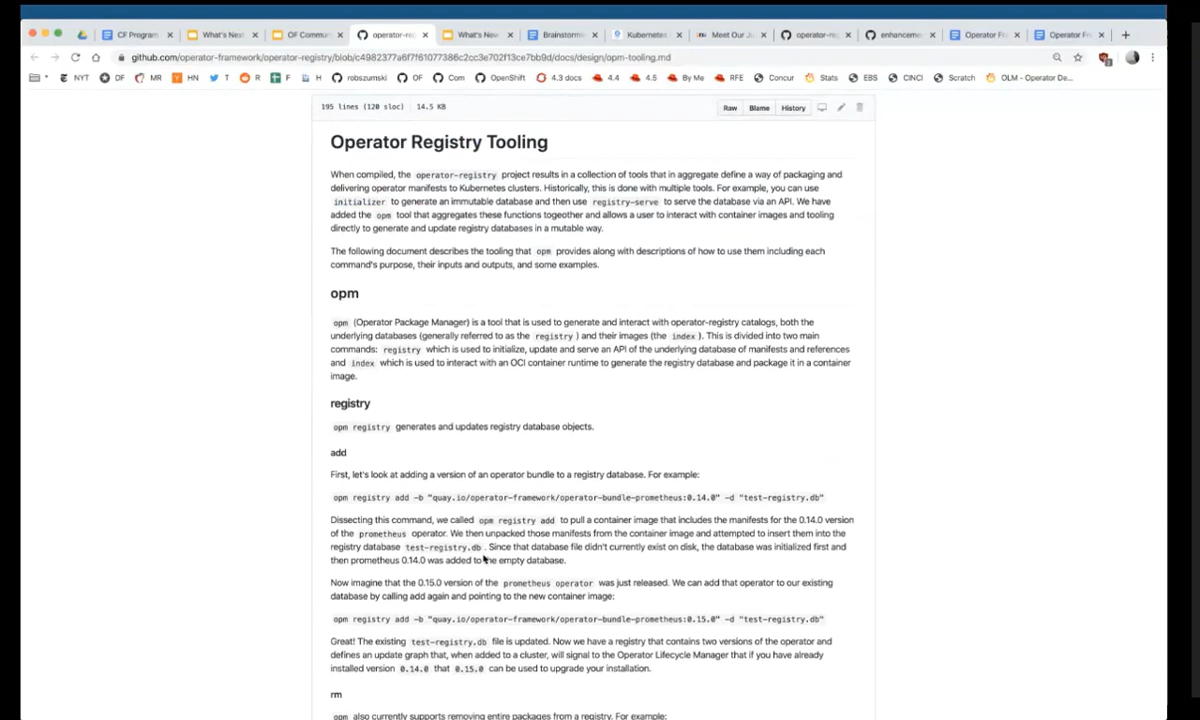 CF Program
What's Next
OF Commu
operator-re
What's New
Brainstormi
Kubernetes
Meet Our J
operator-re
enhanceme
Operator Fr
Operator Fr
github.com/operator-framework/operator-registry/blob/c4982377a6f7f61077386c2cc3e702f13ce7bb9d/docs/design/opm-tooling.md
NYT DF MR HN T R F H robszumski OF Com OpenShift 4.3 docs 4.4 4.5 By Me RFE Concur Stats EBS CINCI Scratch OLM - Operator De...
195 lines (120 sloc) 14.5 KB
Raw Blame History
Operator Registry Tooling
When compiled, the operator-registry project results in a collection of tools that in aggregate define a way of packaging and
delivering operator manifests to Kubernetes clusters. Historically, this is done with multiple tools. For example, you can use
initializer to generate an immutable database and then use registry-serve to serve the database via an API. We have
added the opm tool that aggregates these functions togeother and allows a user to interact with container images and tooling
directly to generate and update registry databases in a mutable way.
The following document describes the tooling that opm provides along with descriptions of how to use them including each
command's purpose, their inputs and outputs, and some examples.
opm
opm (Operator Package Manager) is a tool that is used to generate and interact with operator-registry catalogs, both the
underlying databases (generally referred to as the registry ) and their images (the index ). This is divided into two main
commands: registry which is used to initialize, update and serve an API of the underlying database of manifests and references
and index which is used to interact with an OCI container runtime to generate the registry database and package it in a container
image.
registry
opm registry generates and updates registry database objects.
add
First, let's look at adding a version of an operator bundle to a registry database. For example:
opm registry add -b "quay.io/operator-framework/operator-bundle-prometheus:0.14.0" -d "test-registry.db"
Dissecting this command, we called opm registry add to pull a container image that includes the manifests for the 0.14.0 version
of the prometheus operator. We then unpacked those manifests from the container image and attempted to insert them into the
registry database test-registry.db . Since that database file didn't currently exist on disk, the database was initialized first and
then prometheus 0.14.0 was added to the empty database.
Now imagine that the 0.15.0 version of the prometheus operator was just released. We can add that operator to our existing
database by calling add again and pointing to the new container image:
opm registry add -b "quay.io/operator-framework/operator-bundle-prometheus:0.15.0" -d "test-registry.db"
Great! The existing test-registry.db file is updated. Now we have a registry that contains two versions of the operator and
defines an update graph that, when added to a cluster, will signal to the Operator Lifecycle Manager that if you have already
installed version 0.14.0 that 0.15.0 can be used to upgrade your installation.
rm
opm also currently supports removing entire packages from a registry. For example: